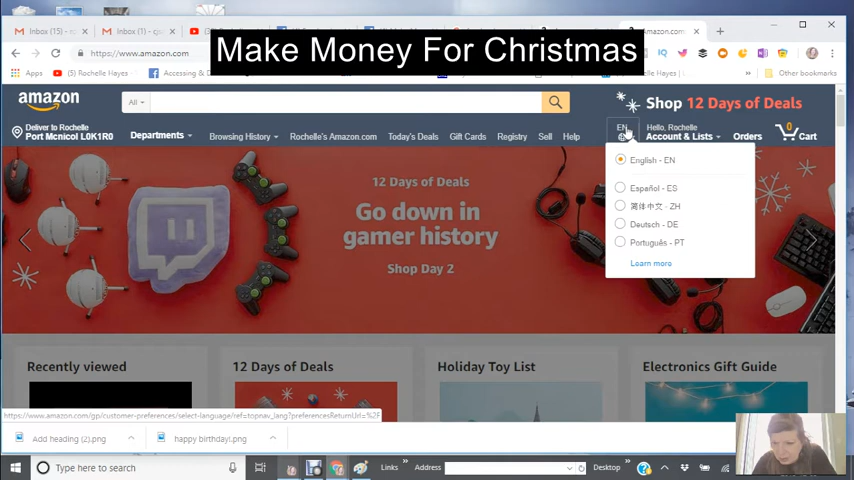 Make Money For Christmas
Inbox (15)
Inbox (1)
Amazon.co
https://www.amazon.com
Apps
(5) Rochelle Hayes
Facebook
Accessing & D
Other bookmarks
amazon
All
Shop 12 Days of Deals
Deliver to Rochelle
Port Mcnicol L0K1R0
Departments
Browsing History
Rochelle's Amazon.com
Today's Deals
Gift Cards
Registry
Sell
Help
EN
Hello, Rochelle
Account & Lists
Orders
0
Cart
English - EN
Español - ES
简体中文 - ZH
Deutsch - DE
Português - PT
Learn more
12 Days of Deals
Go down in
gamer history
Shop Day 2
Recently viewed
12 Days of Deals
Holiday Toy List
Electronics Gift Guide
https://www.amazon.com/gp/customer-preferences/select-language/ref=topnav_lang?preferencesReturnUrl=%2F
Add heading (2).png
happy birthday!.png
Type here to search
Links
Address
Desktop